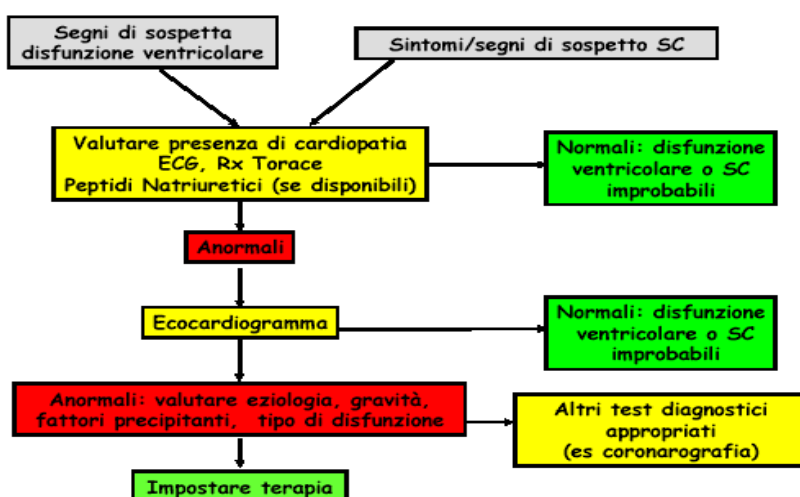 Segni di sospetta
disfunzione ventricolare
Sintomi/segni di sospetto SC
Valutare presenza di cardiopatia
ECG, Rx Torace
Peptidi Natriuretici (se disponibili)
Normali: disfunzione
ventricolare o SC
improbabili
Anormali
Ecocardiogramma
Normali: disfunzione
ventricolare o SC
improbabili
Anormali: valutare eziologia, gravità,
fattori precipitanti, tipo di disfunzione
Altri test diagnostici
appropriati
(es coronarografia)
Impostare terapia